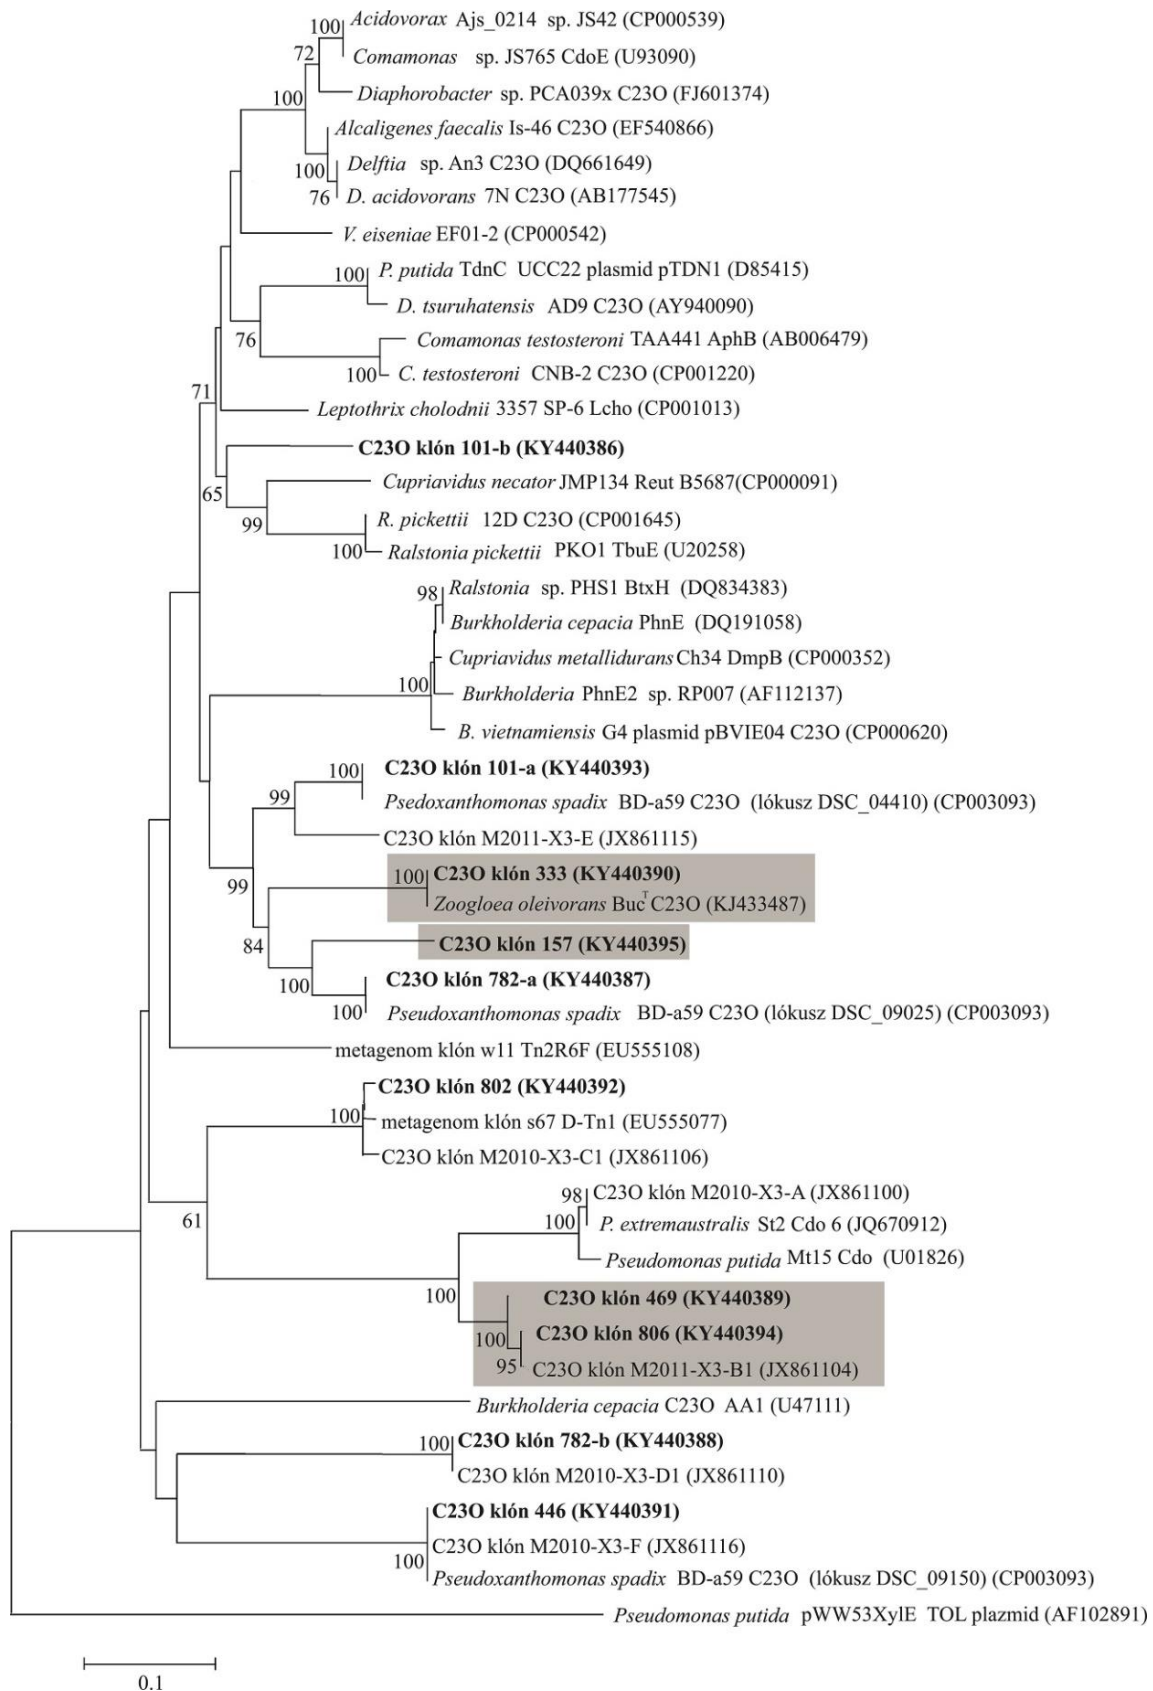 100 Acidovorax Ajs_0214 sp. JS42 (CP000539)
72 Comamonas sp. JS765 CdoE (U93090)
100 Diaphorobacter sp. PCA039x C23O (FJ601374)
Alcaligenes faecalis Is-46 C23O (EF540866)
100 Delftia sp. An3 C23O (DQ661649)
76 D. acidovorans 7N C23O (AB177545)
V. eiseniae EF01-2 (CP000542)
100 P. putida TdnC UCC22 plasmid pTDN1 (D85415)
D. tsuruhatensis AD9 C23O (AY940090)
76 Comamonas testosteroni TAA441 AphB (AB006479)
100 C. testosteroni CNB-2 C23O (CP001220)
71 Leptothrix cholodnii 3357 SP-6 Lcho (CP001013)
C23O klón 101-b (KY440386)
65 Cupriavidus necator JMP134 Reut B5687(CP000091)
99 R. pickettii 12D C23O (CP001645)
100 Ralstonia pickettii PKO1 TbuE (U20258)
98 Ralstonia sp. PHS1 BtxH (DQ834383)
Burkholderia cepacia PhnE (DQ191058)
Cupriavidus metallidurans Ch34 DmpB (CP000352)
100 Burkholderia PhnE2 sp. RP007 (AF112137)
B. vietnamiensis G4 plasmid pBVIE04 C23O (CP000620)
100 C23O klón 101-a (KY440393)
99 Psedoxanthomonas spadix BD-a59 C23O (lókusz DSC_04410) (CP003093)
C23O klón M2011-X3-E (JX861115)
100 C23O klón 333 (KY440390)
99 Zoogloea oleivorans Buc^T C23O (KJ433487)
84 C23O klón 157 (KY440395)
100 C23O klón 782-a (KY440387)
100 Pseudoxanthomonas spadix BD-a59 C23O (lókusz DSC_09025) (CP003093)
metagenom klón w11 Tn2R6F (EU555108)
C23O klón 802 (KY440392)
100 metagenom klón s67 D-Tn1 (EU555077)
C23O klón M2010-X3-C1 (JX861106)
98 C23O klón M2010-X3-A (JX861100)
61 100 P. extremaustralis St2 Cdo 6 (JQ670912)
Pseudomonas putida Mt15 Cdo (U01826)
100 C23O klón 469 (KY440389)
100 C23O klón 806 (KY440394)
95 C23O klón M2011-X3-B1 (JX861104)
Burkholderia cepacia C23O AA1 (U47111)
100 C23O klón 782-b (KY440388)
C23O klón M2010-X3-D1 (JX861110)
C23O klón 446 (KY440391)
C23O klón M2010-X3-F (JX861116)
100 Pseudoxanthomonas spadix BD-a59 C23O (lókusz DSC_09150) (CP003093)
Pseudomonas putida pWW53XylE TOL plazmid (AF102891)
0.1